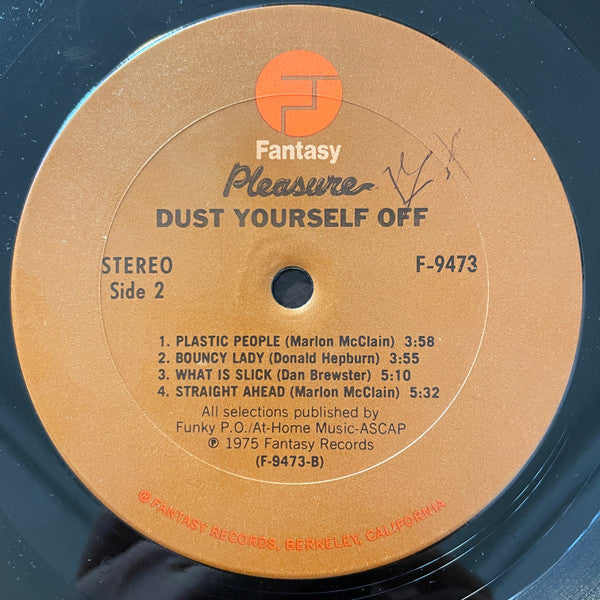 Fantasy
Pleasure
DUST YOURSELF OFF
STEREO F-9473
Side 2
1. PLASTIC PEOPLE (Marlon McClain) 3:58
2. BOUNCY LADY (Donald Hepburn) 3:55
3. WHAT IS SLICK (Dan Brewster) 5:10
4. STRAIGHT AHEAD (Marlon McClain) 5:32
All selections published by
Funky P.O./At-Home Music-ASCAP
℗ 1975 Fantasy Records
(F-9473-B)
© FANTASY RECORDS, BERKELEY, CALIFORNIA